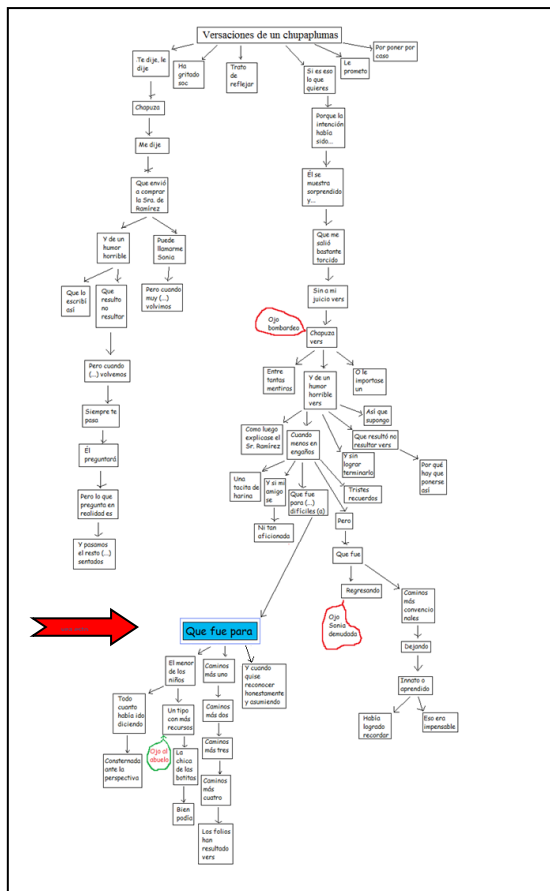 Versaciones de un chupaplumas
Por poner por
caso
.Te dije, le
dije
Ha
gritado
soc
Trato
de
reflejar
Si es eso
lo que
quieres
Le
prometo
Chapuza
Porque la
intención
había
sido...
Me dije
Él se
muestra
sorprendido
y...
Que envió
a comprar
la Sra. de
Ramírez
Y de un
humor
horrible
Puede
llamarme
Sonia
Que me
salió
bastante
torcido
Que lo
escribí
así
Que
resulto
no
resultar
Pero cuando
muy (...)
volvimos
Sin a mi
juicio vers
Ojo
bombardeo
Chapuza
vers
Pero cuando
(...) volvemos
Entre
tantas
mentiras
Y de un
humor
horrible
vers
O le
importase
un
Siempre te
pasa
Así que
supongo
Como luego
explicase el
Sr. Ramírez
Cuando
menos en
engaños
Que resultó no
resultar vers
Él
preguntará
Y sin
lograr
terminarlo
Por qué
hay que
ponerse
así
Pero lo que
pregunto en
realidad es
Una
tacita de
harina
Y si mi
amigo
se
Que fue
para (...)
difíciles (a)
Tristes
recuerdos
Y pasamos
el resto (...)
sentados
Ni tan
aficionada
Pero
Que fue
Regresando
Caminos
más
convencio
nales
Que fue para
Ojo
Sonia
demudada
Dejando
El menor
de los
niños
Caminos
más uno
Y cuando
quise
reconocer
honestamente
y asumiendo
Innato o
aprendido
Todo
cuanto
había ido
diciendo
Un tipo
con más
recursos
Caminos
más dos
Había
logrado
recordar
Eso era
impensable
Ojo al
abuelo
Caminos
más tres
Consternada
ante la
perspectiva
La
chica
de las
botitas
Caminos
más
cuatro
Bien
podía
Los folios
han
resultado
vers